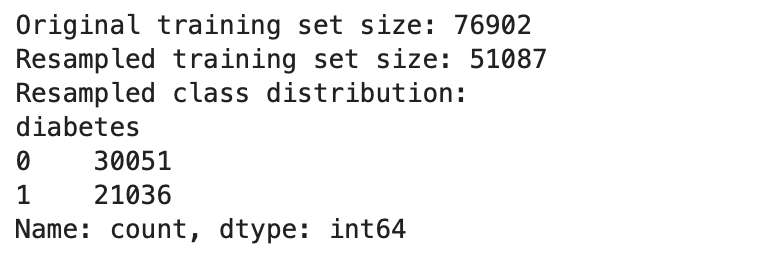 Original training set size: 76902
Resampled training set size: 51087
Resampled class distribution:
diabetes
0    30051
1    21036
Name: count, dtype: int64